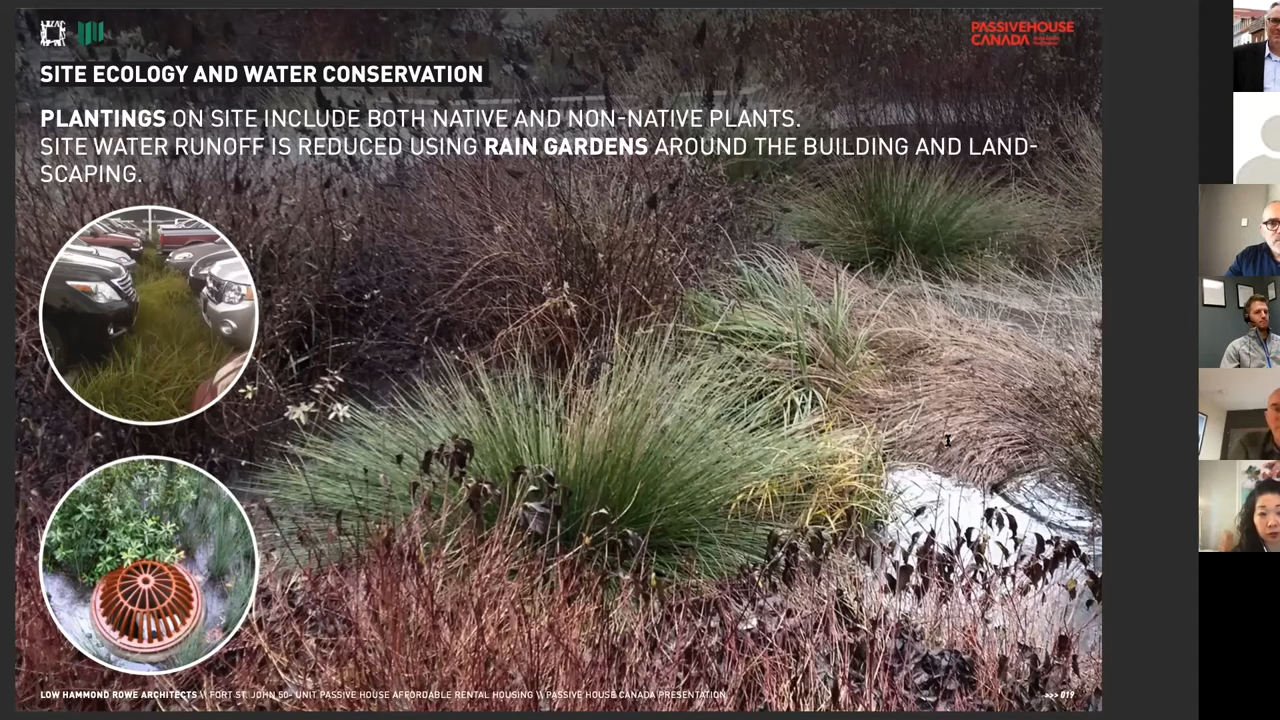 PASSIVEHOUSE
CANADA
SITE ECOLOGY AND WATER CONSERVATION
PLANTINGS ON SITE INCLUDE BOTH NATIVE AND NON-NATIVE PLANTS.
SITE WATER RUNOFF IS REDUCED USING RAIN GARDENS AROUND THE BUILDING AND LAND-
SCAPING.
LOW HAMMOND ROWE ARCHITECTS \\ FORT ST. JOHN 50- UNIT PASSIVE HOUSE AFFORDABLE RENTAL HOUSING \\ PASSIVE HOUSE CANADA PRESENTATION
>>> 019